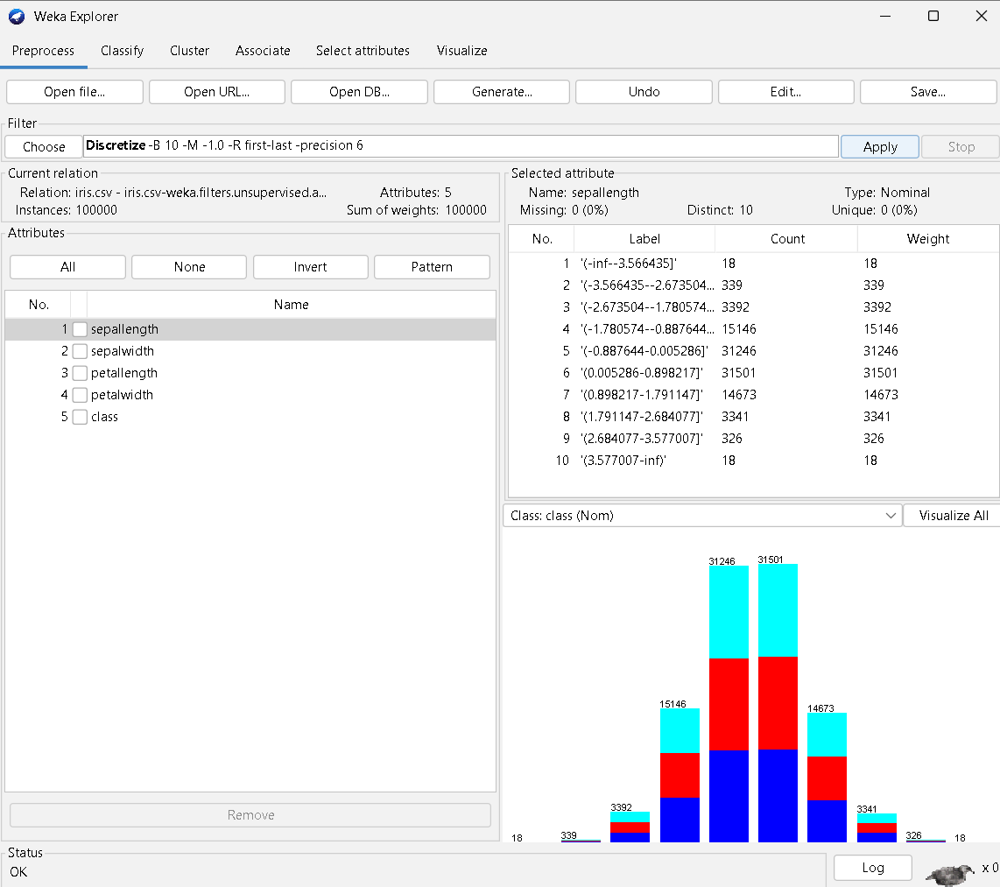 Weka Explorer
Preprocess Classify Cluster Associate Select attributes Visualize
Open file... Open URL... Open DB... Generate... Undo Edit... Save...
Filter
Choose Discretize -B 10 -M -1.0 -R first-last -precision 6 Apply Stop
Current relation
Relation: iris.csv - iris.csv-weka.filters.unsupervised.a... Attributes: 5
Instances: 100000 Sum of weights: 100000
Attributes
All None Invert Pattern
No. Name
1 sepallength
2 sepalwidth
3 petallength
4 petalwidth
5 class
Remove
Selected attribute
Name: sepallength Type: Nominal
Missing: 0 (0%) Distinct: 10 Unique: 0 (0%)
No. Label Count Weight
1 '(-inf--3.566435]' 18 18
2 '(-3.566435--2.673504... 339 339
3 '(-2.673504--1.780574... 3392 3392
4 '(-1.780574--0.887644... 15146 15146
5 '(-0.887644-0.005286]' 31246 31246
6 '(0.005286-0.898217]' 31501 31501
7 '(0.898217-1.791147]' 14673 14673
8 '(1.791147-2.684077]' 3341 3341
9 '(2.684077-3.577007]' 326 326
10 '(3.577007-inf)' 18 18
Class: class (Nom) Visualize All
18 339 3392 15146 31246 31501 14673 3341 326 18
Status
OK Log x 0